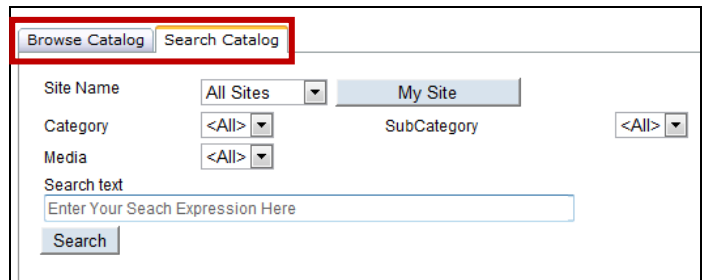 Browse Catalog Search Catalog
Site Name All Sites My Site
Category <All> SubCategory <All>
Media <All>
Search text
Enter Your Seach Expression Here
Search